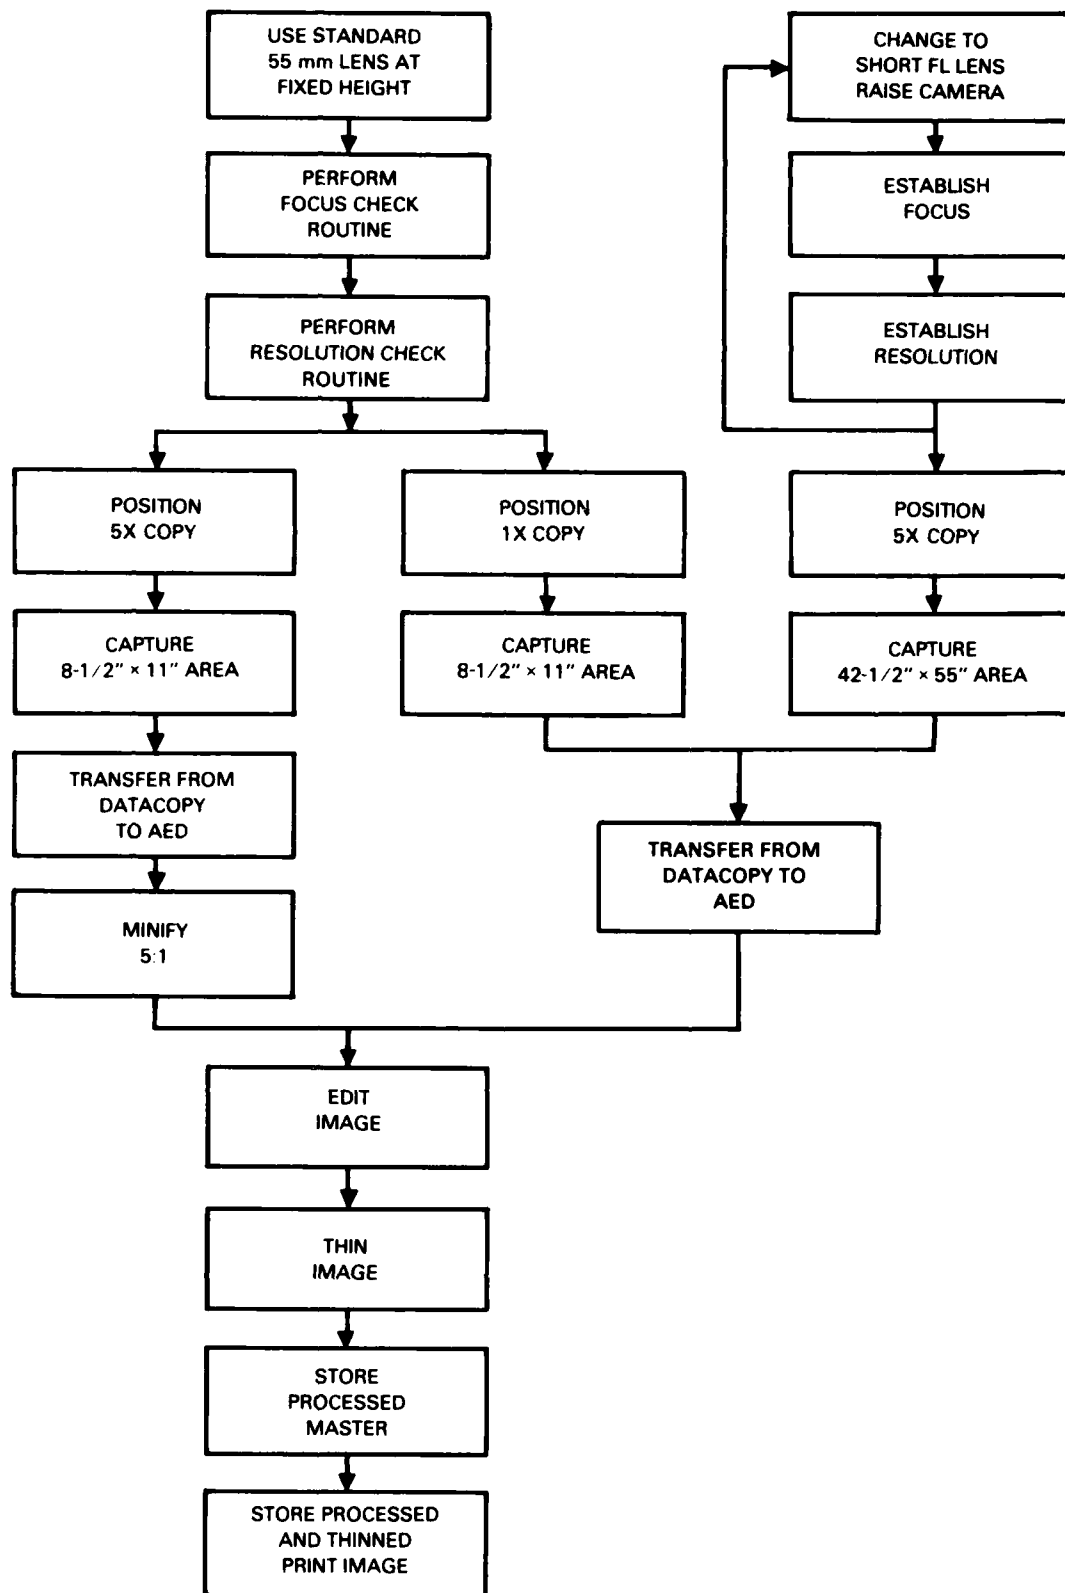 USE STANDARD
55 mm LENS AT
FIXED HEIGHT
CHANGE TO
SHORT FL LENS
RAISE CAMERA
PERFORM
FOCUS CHECK
ROUTINE
ESTABLISH
FOCUS
PERFORM
RESOLUTION CHECK
ROUTINE
ESTABLISH
RESOLUTION
POSITION
5X COPY
POSITION
1X COPY
POSITION
5X COPY
CAPTURE
8-1/2" × 11" AREA
CAPTURE
8-1/2" × 11" AREA
CAPTURE
42-1/2" × 55" AREA
TRANSFER FROM
DATACOPY
TO AED
TRANSFER FROM
DATACOPY TO
AED
MINIFY
5:1
EDIT
IMAGE
THIN
IMAGE
STORE
PROCESSED
MASTER
STORE PROCESSED
AND THINNED
PRINT IMAGE